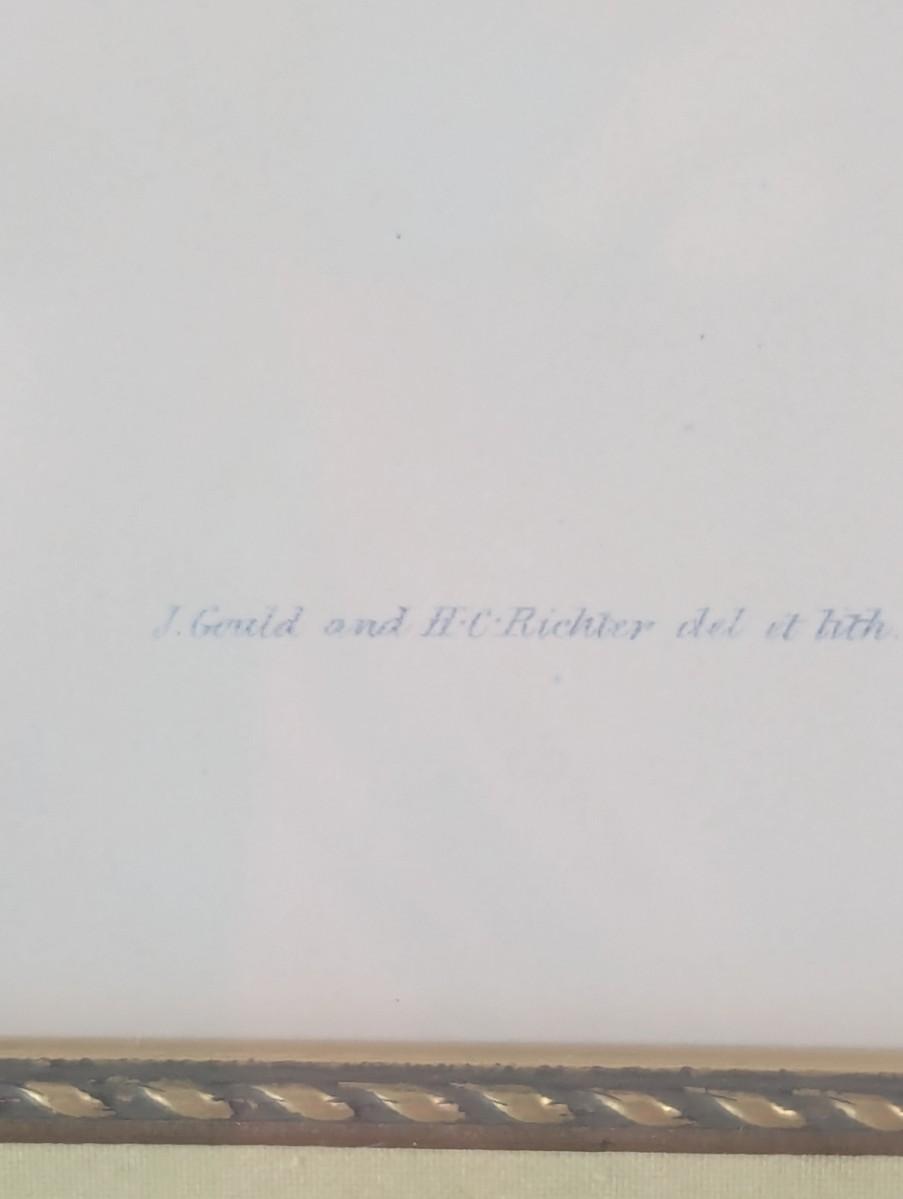 J. Gould and H. C. Richter del et lith.